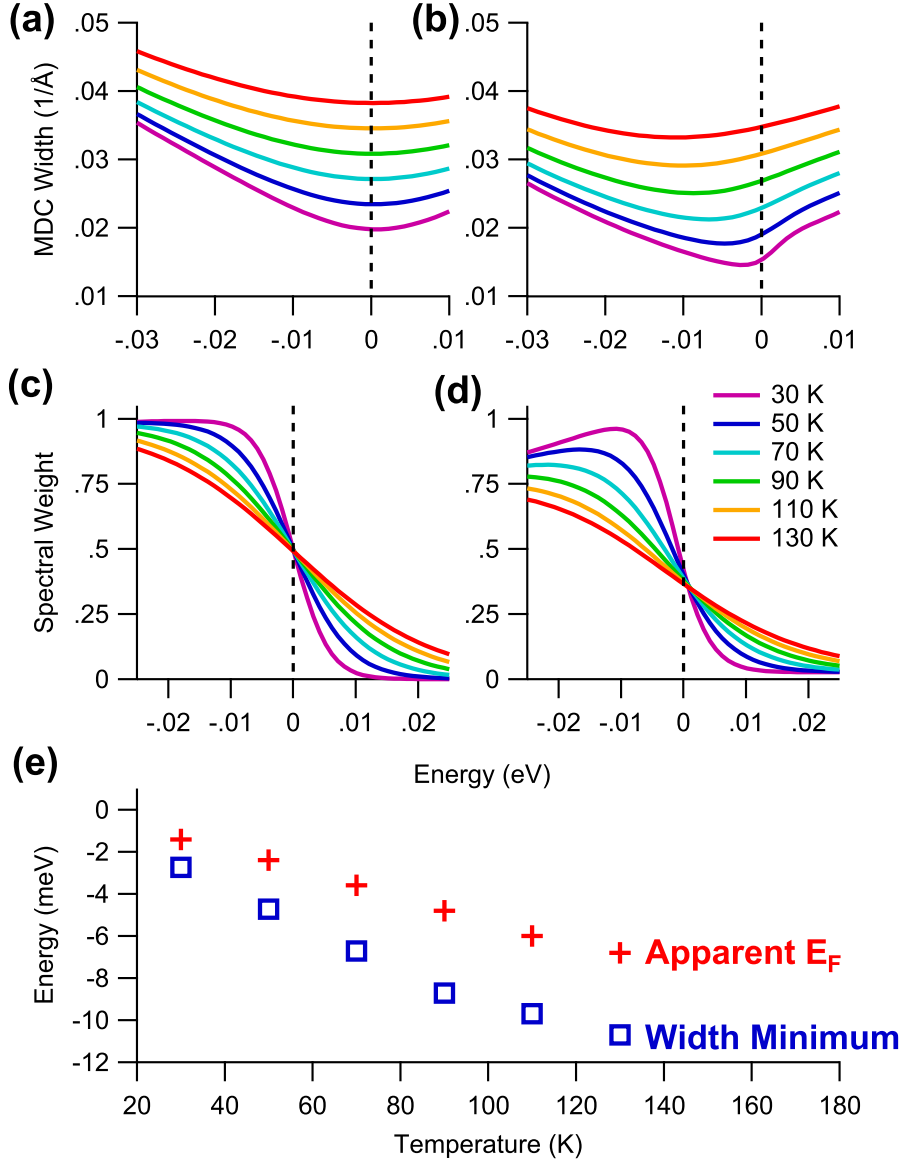 (a)
(b)
MDC Width (1/Å)
.05
.04
.03
.02
.01
-.03 -.02 -.01 0 .01
.05
.04
.03
.02
.01
-.03 -.02 -.01 0 .01
(c)
(d)
Spectral Weight
1
.75
.5
.25
0
-.02 -.01 0 .01 .02
1
.75
.5
.25
0
-.02 -.01 0 .01 .02
30 K
50 K
70 K
90 K
110 K
130 K
Energy (eV)
(e)
Energy (meV)
0
-2
-4
-6
-8
-10
-12
Apparent EF
Width Minimum
20 40 60 80 100 120 140 160 180
Temperature (K)